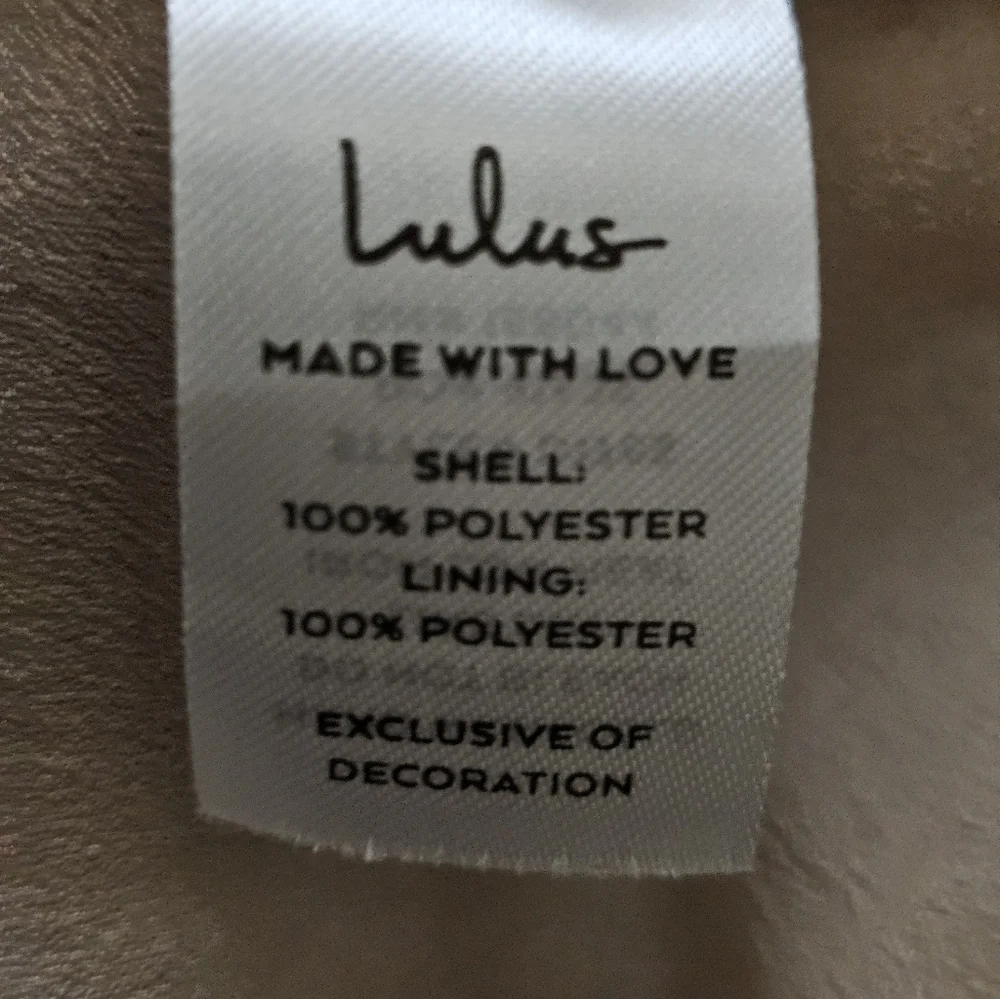 Lulus
MADE WITH LOVE
SHELL:
100% POLYESTER
LINING:
100% POLYESTER
EXCLUSIVE OF
DECORATION